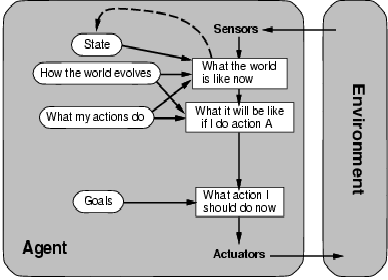 Sensors
State
How the world evolves
What the world
is like now
What my actions do
What it will be like
if I do action A
Goals
What action I
should do now
Agent
Actuators
Environment